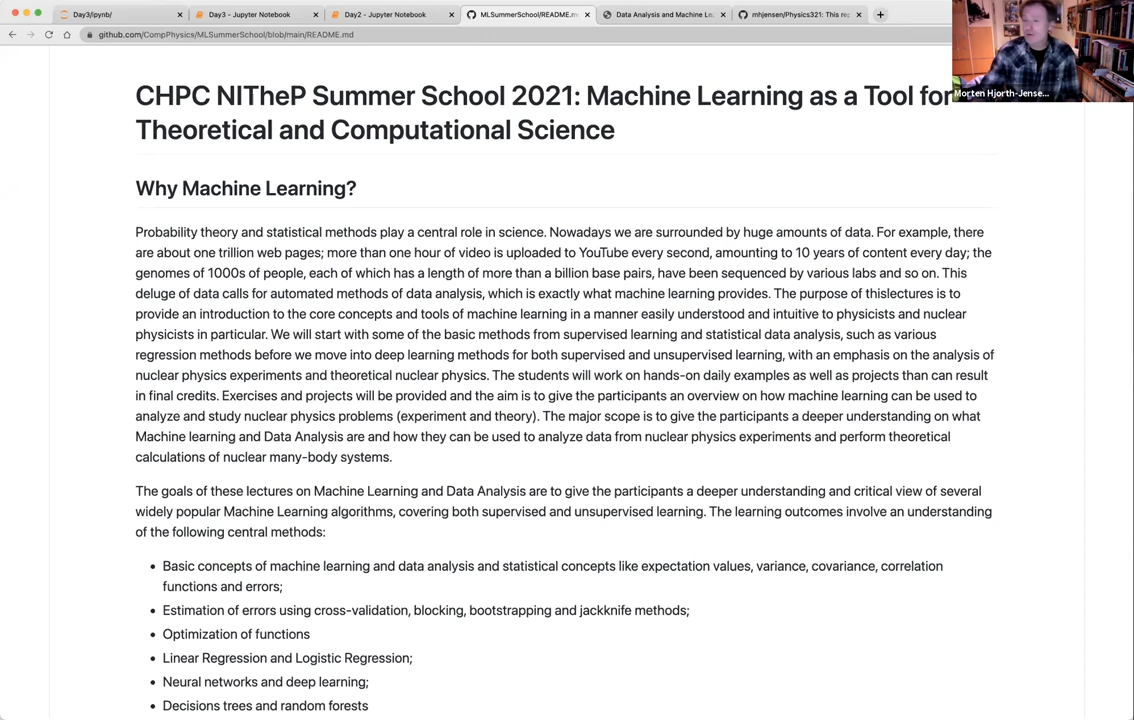 Day3/ipynb/
Day3 - Jupyter Notebook
Day2 - Jupyter Notebook
MLSummerSchool/README.m
Data Analysis and Machine Le
mhjensen/Physics321: This rep
github.com/CompPhysics/MLSummerSchool/blob/main/README.md
Morten Hjorth-Jense...
CHPC NITheP Summer School 2021: Machine Learning as a Tool for
Theoretical and Computational Science
Why Machine Learning?
Probability theory and statistical methods play a central role in science. Nowadays we are surrounded by huge amounts of data. For example, there
are about one trillion web pages; more than one hour of video is uploaded to YouTube every second, amounting to 10 years of content every day; the
genomes of 1000s of people, each of which has a length of more than a billion base pairs, have been sequenced by various labs and so on. This
deluge of data calls for automated methods of data analysis, which is exactly what machine learning provides. The purpose of thislectures is to
provide an introduction to the core concepts and tools of machine learning in a manner easily understood and intuitive to physicists and nuclear
physicists in particular. We will start with some of the basic methods from supervised learning and statistical data analysis, such as various
regression methods before we move into deep learning methods for both supervised and unsupervised learning, with an emphasis on the analysis of
nuclear physics experiments and theoretical nuclear physics. The students will work on hands-on daily examples as well as projects than can result
in final credits. Exercises and projects will be provided and the aim is to give the participants an overview on how machine learning can be used to
analyze and study nuclear physics problems (experiment and theory). The major scope is to give the participants a deeper understanding on what
Machine learning and Data Analysis are and how they can be used to analyze data from nuclear physics experiments and perform theoretical
calculations of nuclear many-body systems.
The goals of these lectures on Machine Learning and Data Analysis are to give the participants a deeper understanding and critical view of several
widely popular Machine Learning algorithms, covering both supervised and unsupervised learning. The learning outcomes involve an understanding
of the following central methods:
• Basic concepts of machine learning and data analysis and statistical concepts like expectation values, variance, covariance, correlation
functions and errors;
• Estimation of errors using cross-validation, blocking, bootstrapping and jackknife methods;
• Optimization of functions
• Linear Regression and Logistic Regression;
• Neural networks and deep learning;
• Decisions trees and random forests